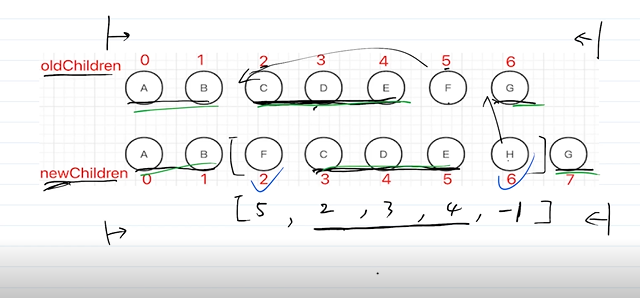 0 1 2 3 4 5 6
oldChildren A B C D E F G
newChildren A B [ F C D E H ] G
0 1 2 3 4 5 6 7
[ 5 , 2 , 3 , 4 , -1 ]